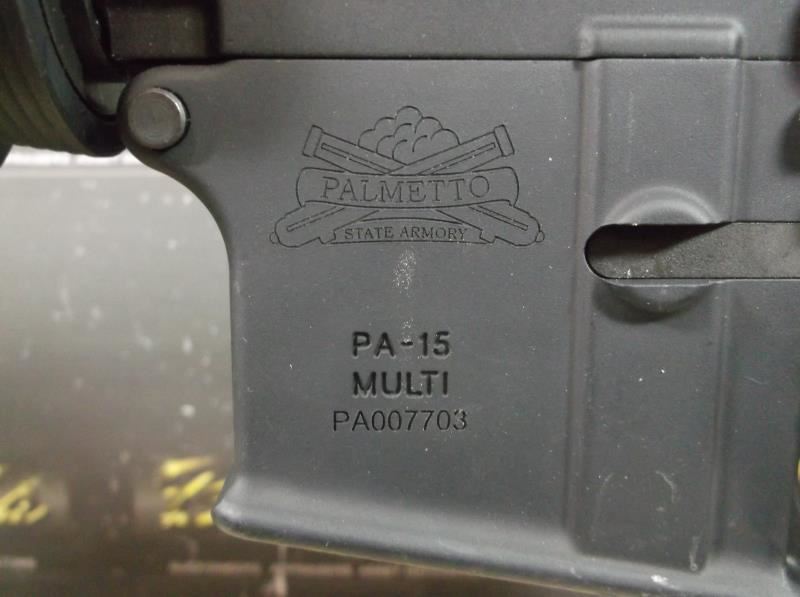 PALMETTO
STATE ARMORY
PA-15
MULTI
PA007703